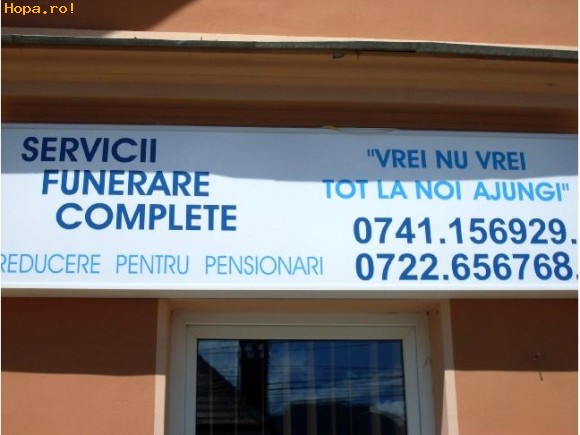 Hopa.ro!
SERVICII
FUNERARE
COMPLETE
REDUCERE PENTRU PENSIONARI
"VREI NU VREI
TOT LA NOI AJUNGI"
0741.156929.
0722.656768.